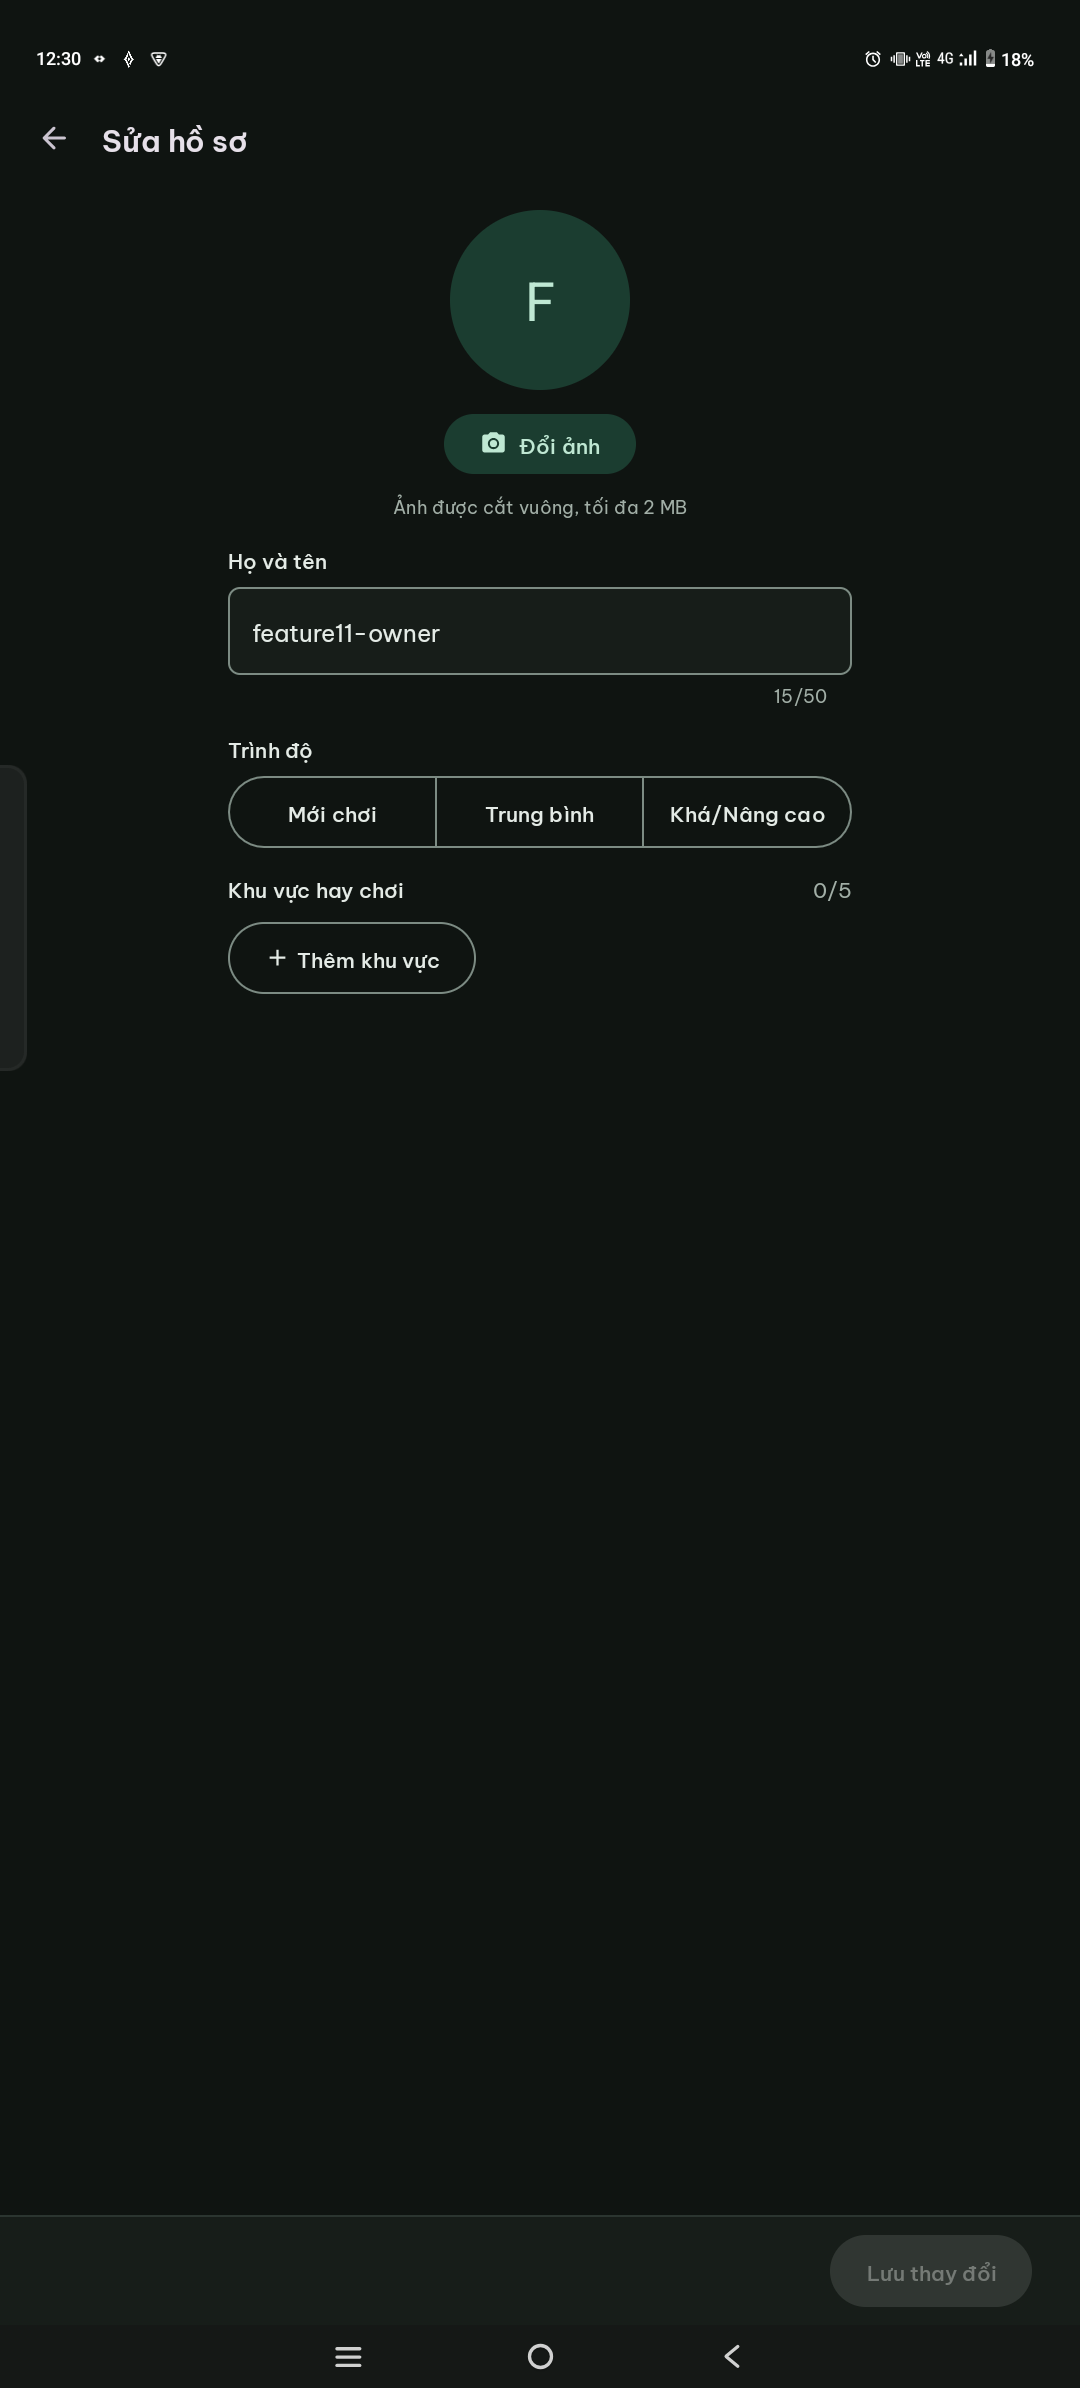 12:30
4G
18%
Sửa hồ sơ
F
Đổi ảnh
Ảnh được cắt vuông, tối đa 2 MB
Họ và tên
feature11-owner
15/50
Trình độ
Mới chơi
Trung bình
Khá/Nâng cao
Khu vực hay chơi
0/5
+ Thêm khu vực
Lưu thay đổi